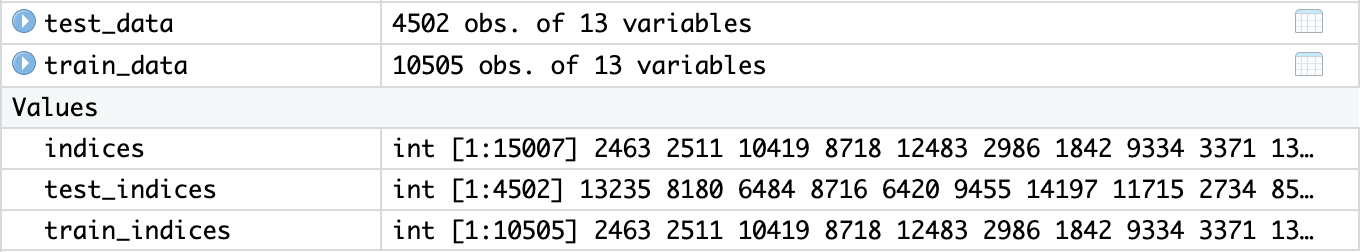 test_data 4502 obs. of 13 variables
train_data 10505 obs. of 13 variables
Values
indices int [1:15007] 2463 2511 10419 8718 12483 2986 1842 9334 3371 13…
test_indices int [1:4502] 13235 8180 6484 8716 6420 9455 14197 11715 2734 85…
train_indices int [1:10505] 2463 2511 10419 8718 12483 2986 1842 9334 3371 13…